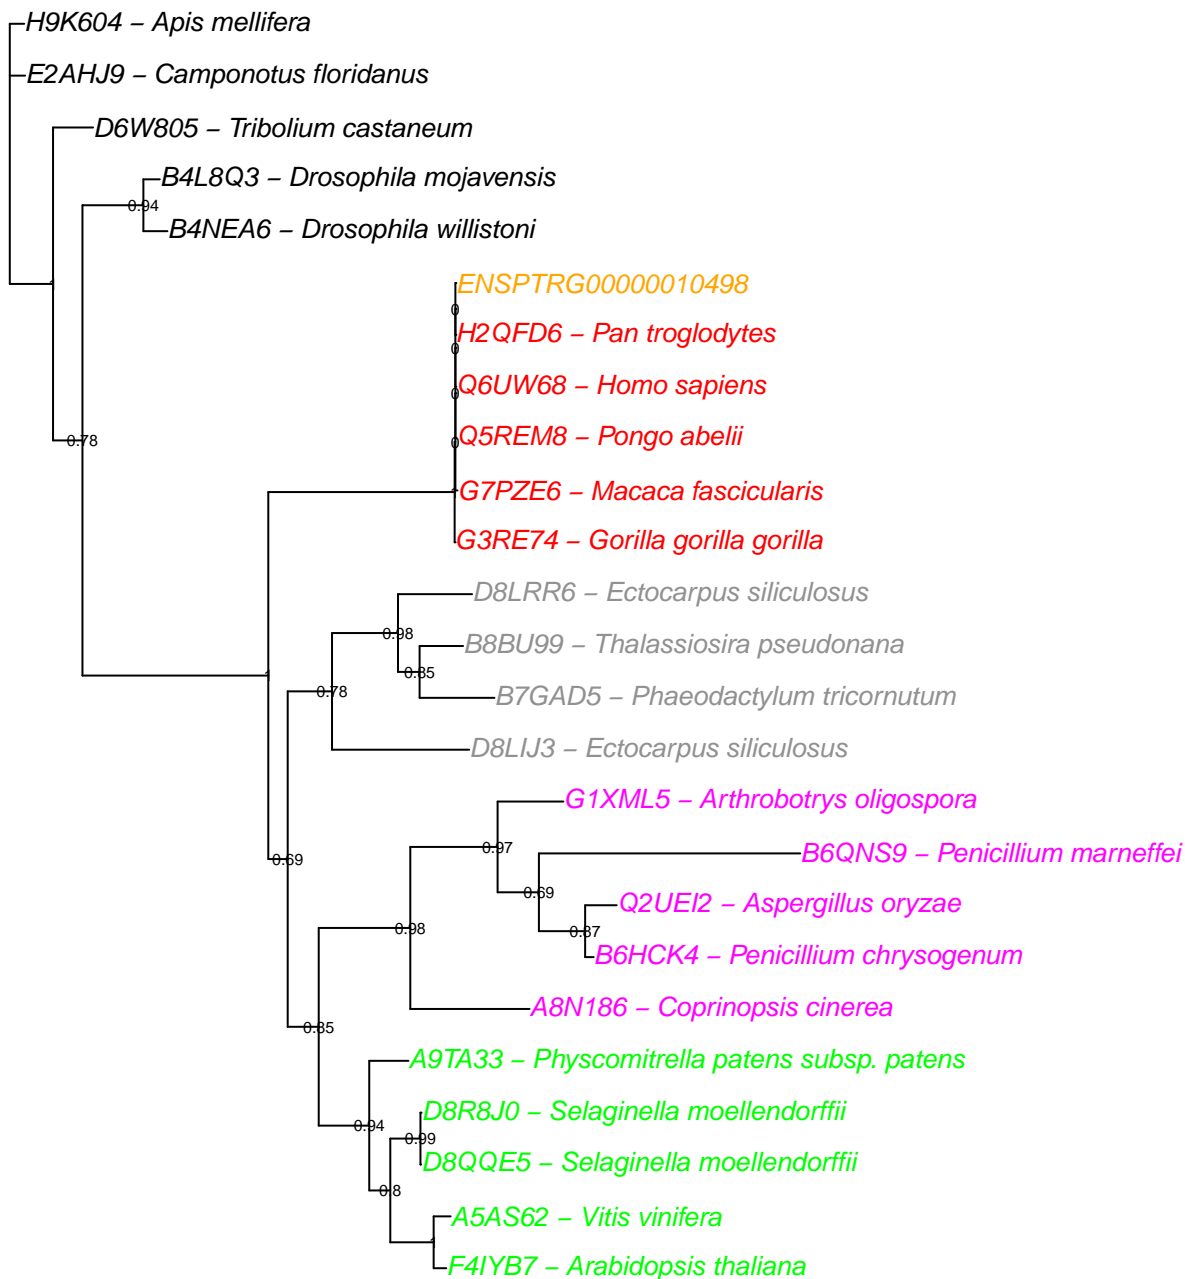 H9K604 – Apis mellifera
E2AHJ9 – Camponotus floridanus
D6W805 – Tribolium castaneum
B4L8Q3 – Drosophila mojavensis
0.94
B4NEA6 – Drosophila willistoni
1
ENSPTRG00000010498
0
H2QFD6 – Pan troglodytes
0
Q6UW68 – Homo sapiens
0
Q5REM8 – Pongo abelii
0.78
0
G7PZE6 – Macaca fascicularis
1
G3RE74 – Gorilla gorilla gorilla
D8LRR6 – Ectocarpus siliculosus
0.98
B8BU99 – Thalassiosira pseudonana
0.85
1
0.78
B7GAD5 – Phaeodactylum tricornutum
D8LIJ3 – Ectocarpus siliculosus
G1XML5 – Arthrobotrys oligospora
0.97
B6QNS9 – Penicillium marneffei
0.69
0.69
Q2UEI2 – Aspergillus oryzae
0.98
0.87
B6HCK4 – Penicillium chrysogenum
A8N186 – Coprinopsis cinerea
0.85
A9TA33 – Physcomitrella patens subsp. patens
D8R8J0 – Selaginella moellendorffii
0.94
0.99
D8QQE5 – Selaginella moellendorffii
0.8
A5AS62 – Vitis vinifera
1
F4IYB7 – Arabidopsis thaliana